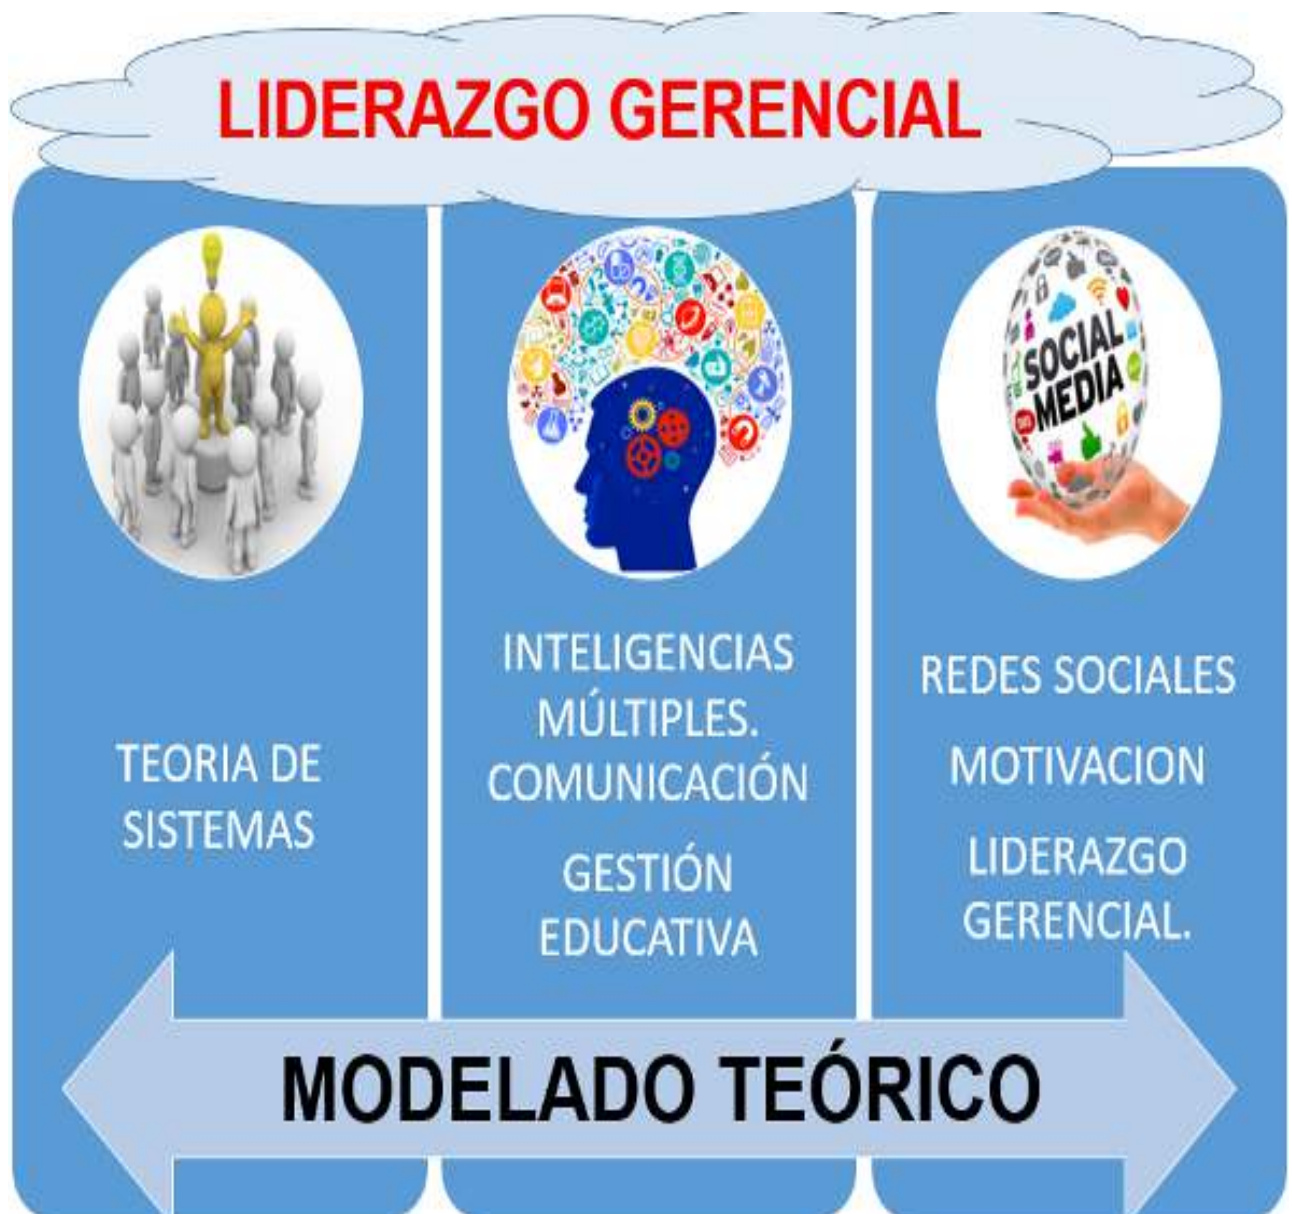 LIDERAZGO GERENCIAL
SOCIAL
MEDIA
TEORIA DE
SISTEMAS
INTELIGENCIAS
MÚLTIPLES.
COMUNICACIÓN
GESTIÓN
EDUCATIVA
REDES SOCIALES
MOTIVACION
LIDERAZGO
GERENCIAL.
MODELADO TEÓRICO